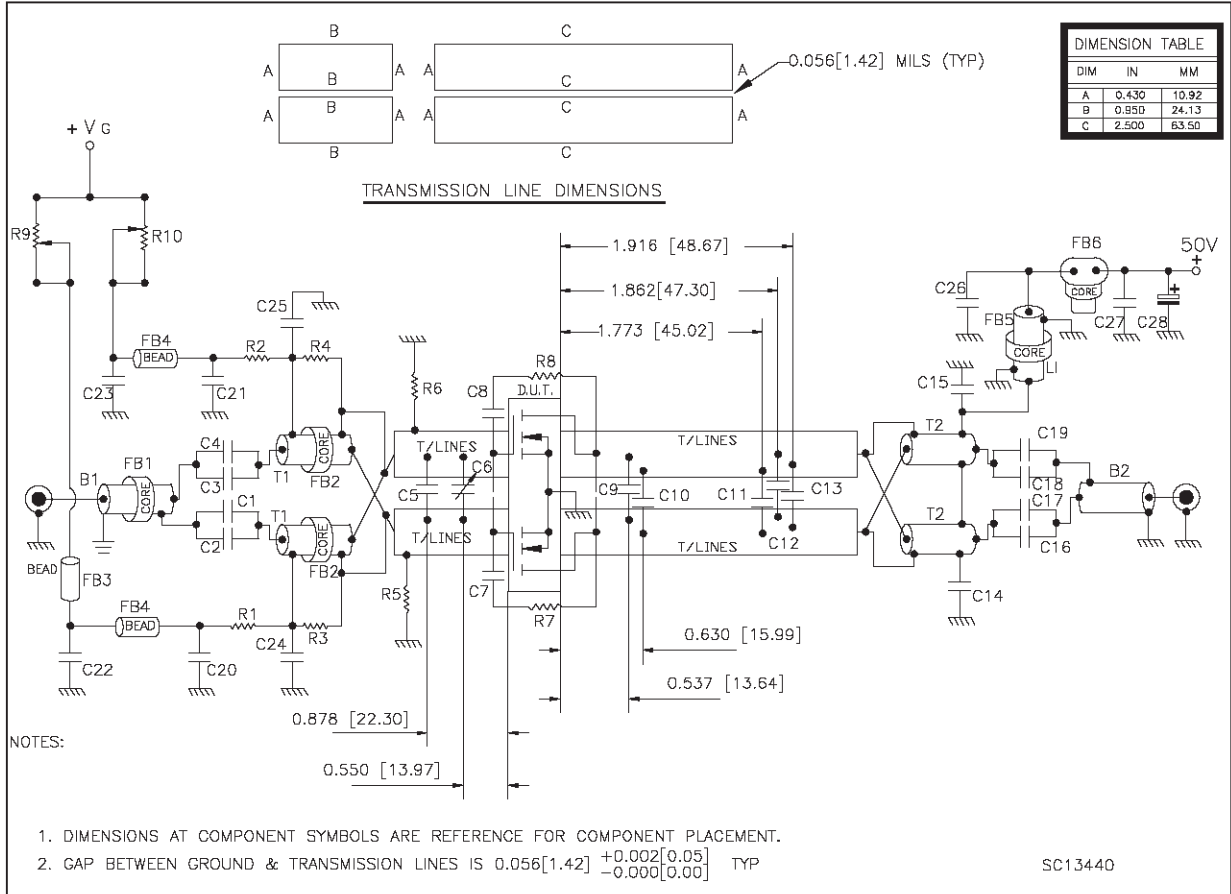 B
C
DIMENSION TABLE
DIM IN MM
A 0.430 10.92
B 0.950 24.13
C 2.500 63.50
A B A A C A
0.056[1.42] MILS (TYP)
A B A A C A
B
C
TRANSMISSION LINE DIMENSIONS
+ VG
R9
R10
1.916 [48.67]
1.862[47.30]
1.773 [45.02]
FB6
50V
+
CORE
C26
C27
C28
+
FB5
CORE
L1
C25
FB4
BEAD
R2
R4
C23
C21
R6
R8
D.U.T.
C8
C15
C4
C3
T1
CORE
FB2
T/LINES
T/LINES
T2
C19
C18
B1
FB1
CORE
C5
C6
C9
C10
C11
C13
C12
B2
C1
C2
T1
CORE
FB2
T/LINES
T/LINES
T2
C17
C16
BEAD
FB3
FB4
BEAD
R1
R3
R5
C7
R7
C14
C22
C20
C24
0.630 [15.99]
0.537 [13.64]
0.878 [22.30]
0.550 [13.97]
NOTES:
1. DIMENSIONS AT COMPONENT SYMBOLS ARE REFERENCE FOR COMPONENT PLACEMENT.
2. GAP BETWEEN GROUND & TRANSMISSION LINES IS 0.056[1.42] +0.002[0.05] -0.000[0.00] TYP
SC13440